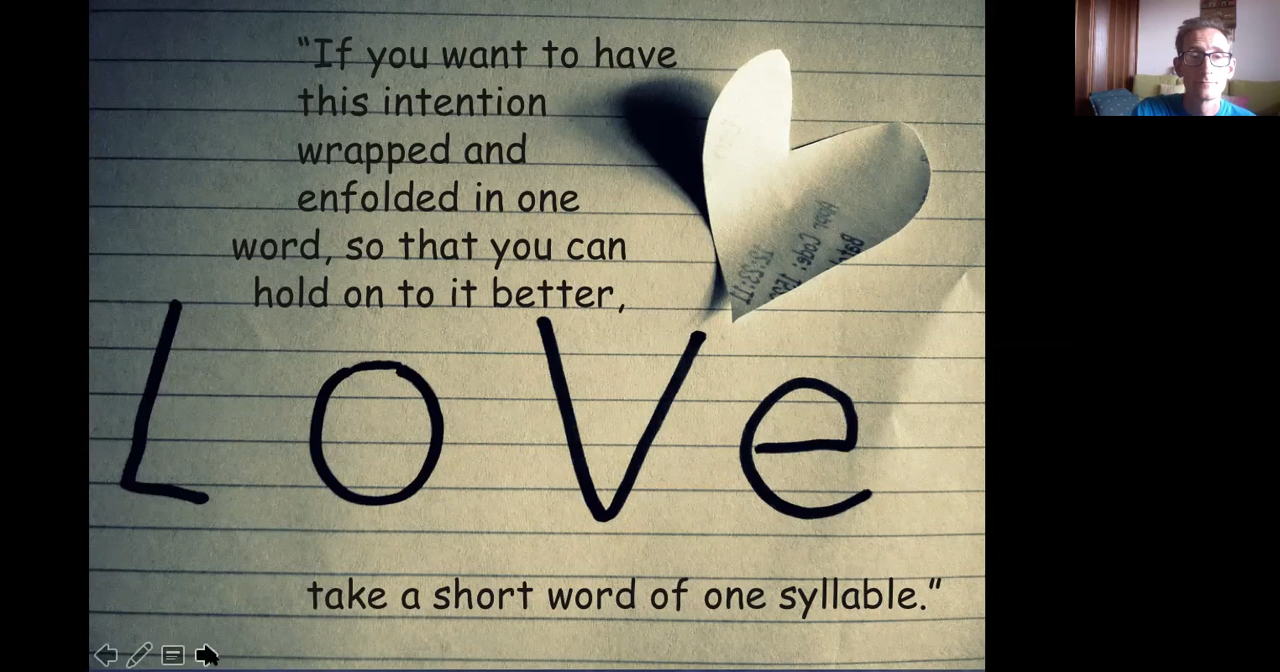 “If you want to have
this intention
wrapped and
enfolded in one
word, so that you can
hold on to it better,
LoVe
take a short word of one syllable.”